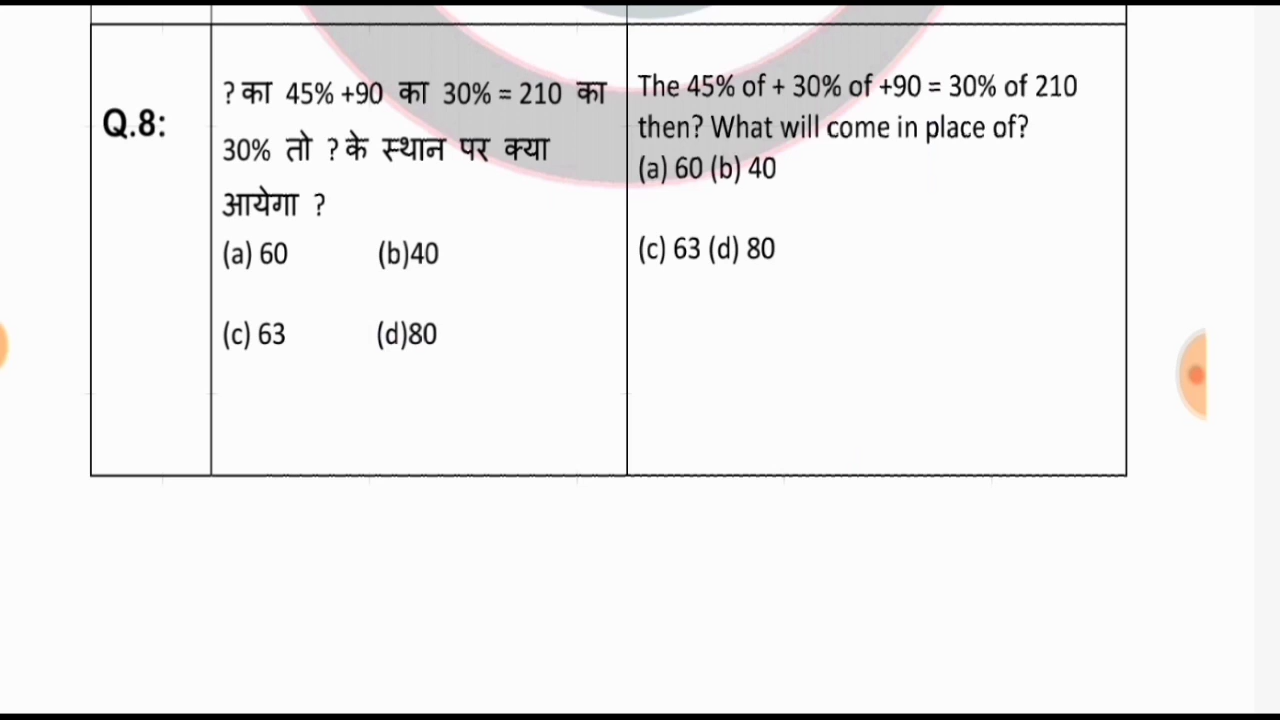 Q.8:
? का 45% +90 का 30% = 210 का
30% तो ? के स्थान पर क्या
आयेगा ?
(a) 60 (b)40
(c) 63 (d)80
The 45% of + 30% of +90 = 30% of 210
then? What will come in place of?
(a) 60 (b) 40
(c) 63 (d) 80